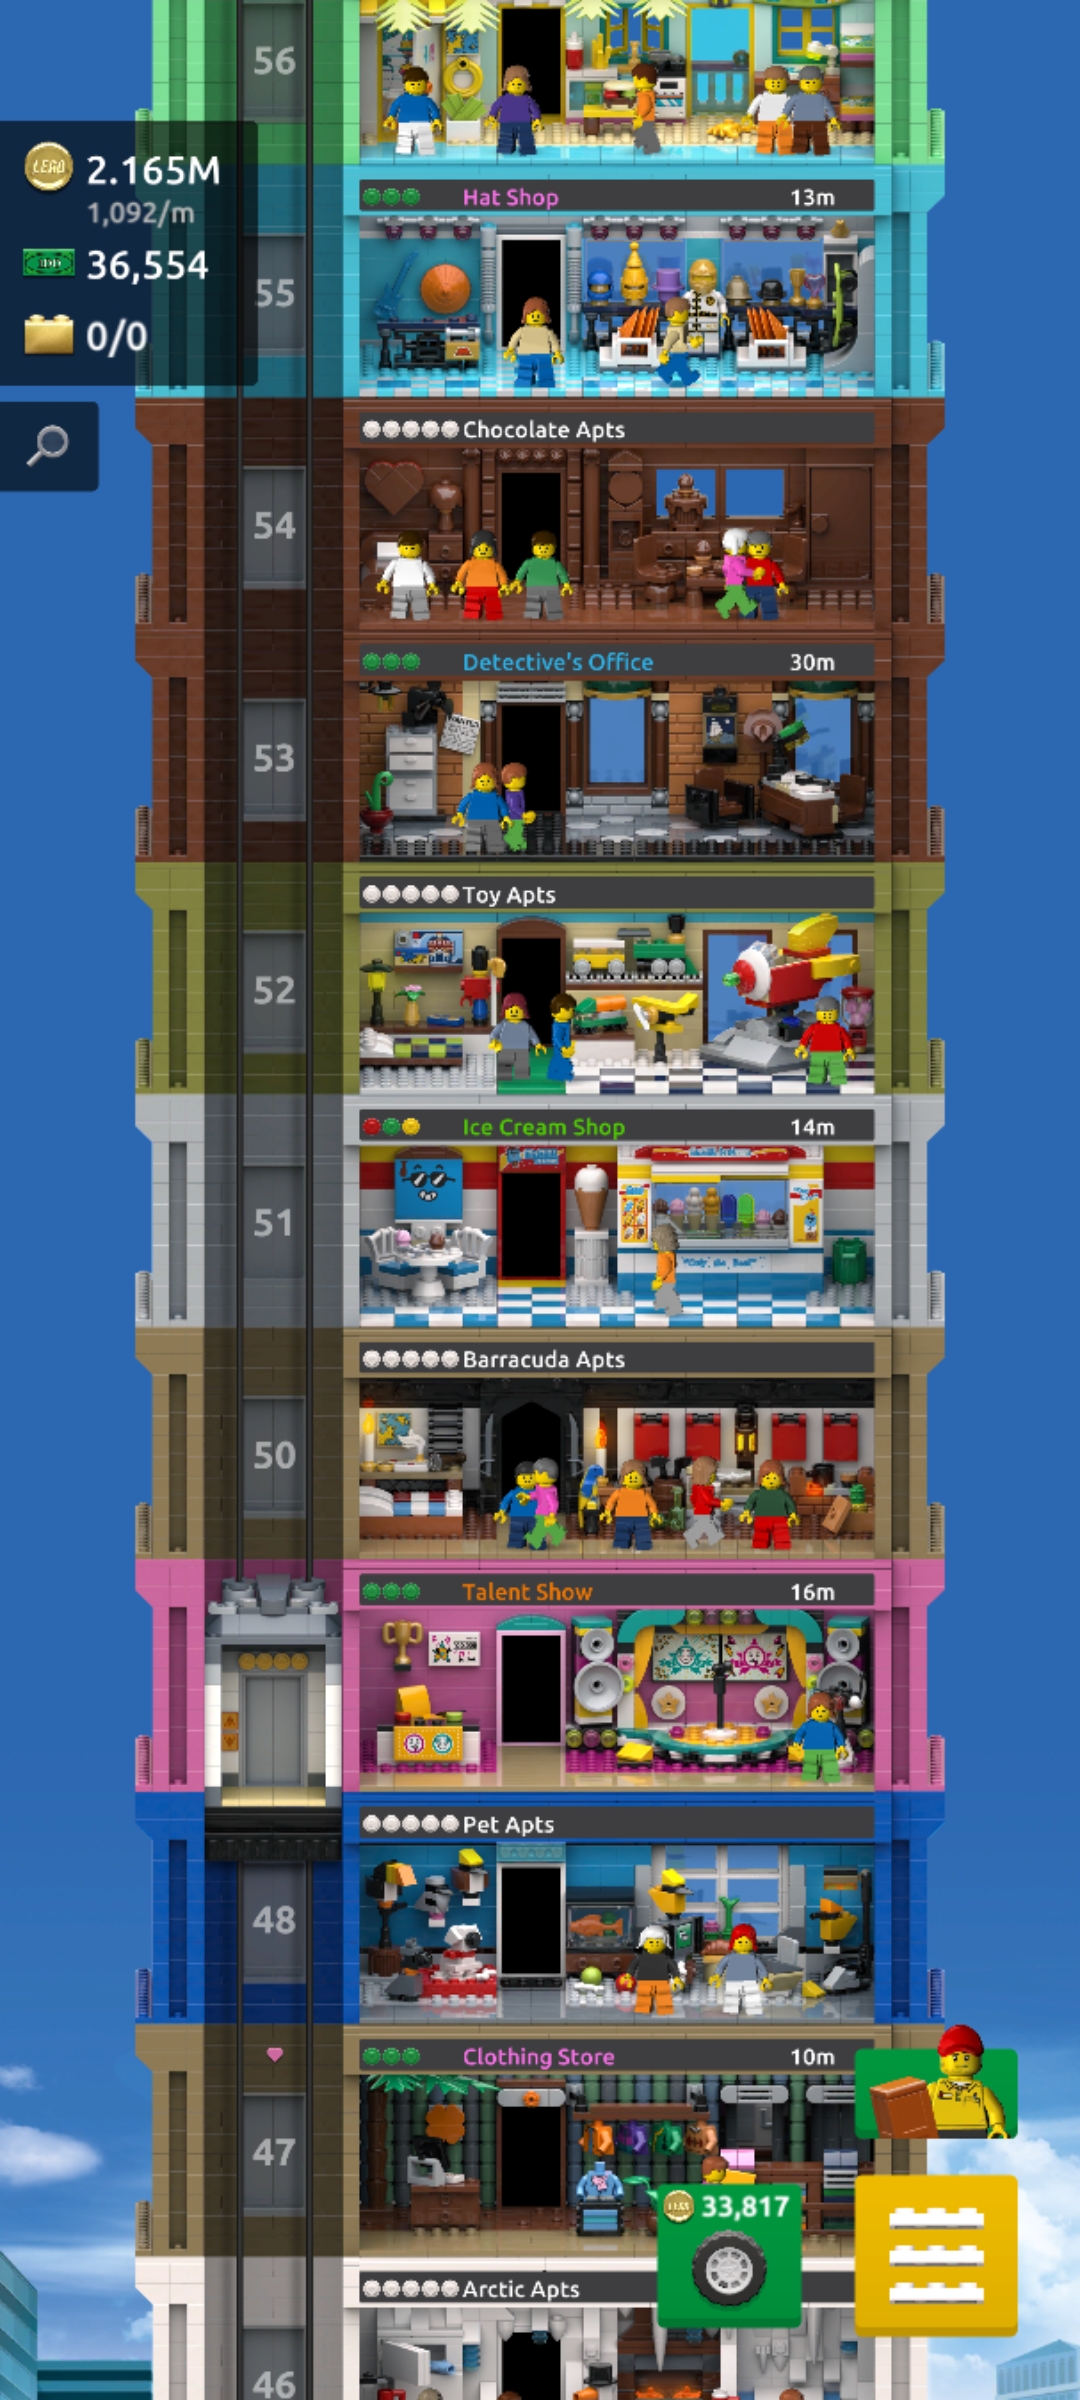 56
LEGO 2.165M
1,092/m
36,554
0/0
Hat Shop 13m
55
Chocolate Apts
54
Detective's Office 30m
WANTED
53
Toy Apts
52
Ice Cream Shop 14m
51
Barracuda Apts
50
Talent Show 16m
Pet Apts
48
Clothing Store 10m
47
LEGO 33,817
Arctic Apts
46